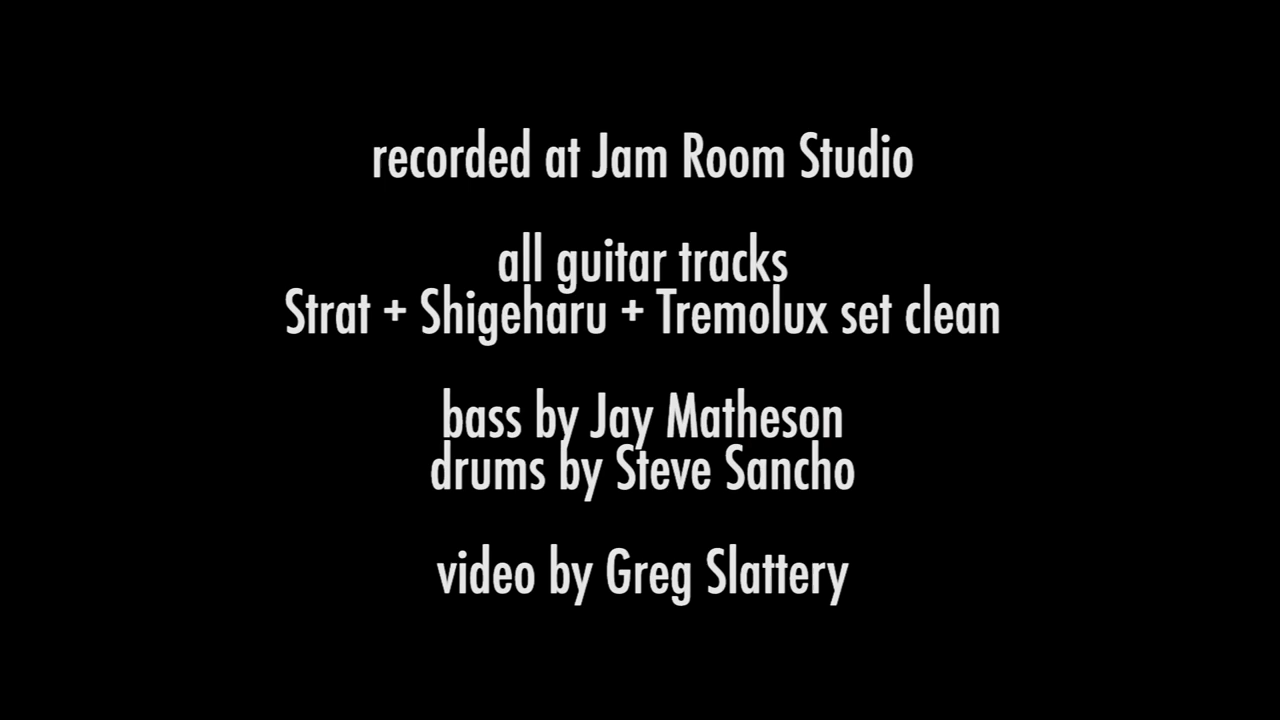 recorded at Jam Room Studio
all guitar tracks
Strat + Shigeharu + Tremolux set clean
bass by Jay Matheson
drums by Steve Sancho
video by Greg Slattery